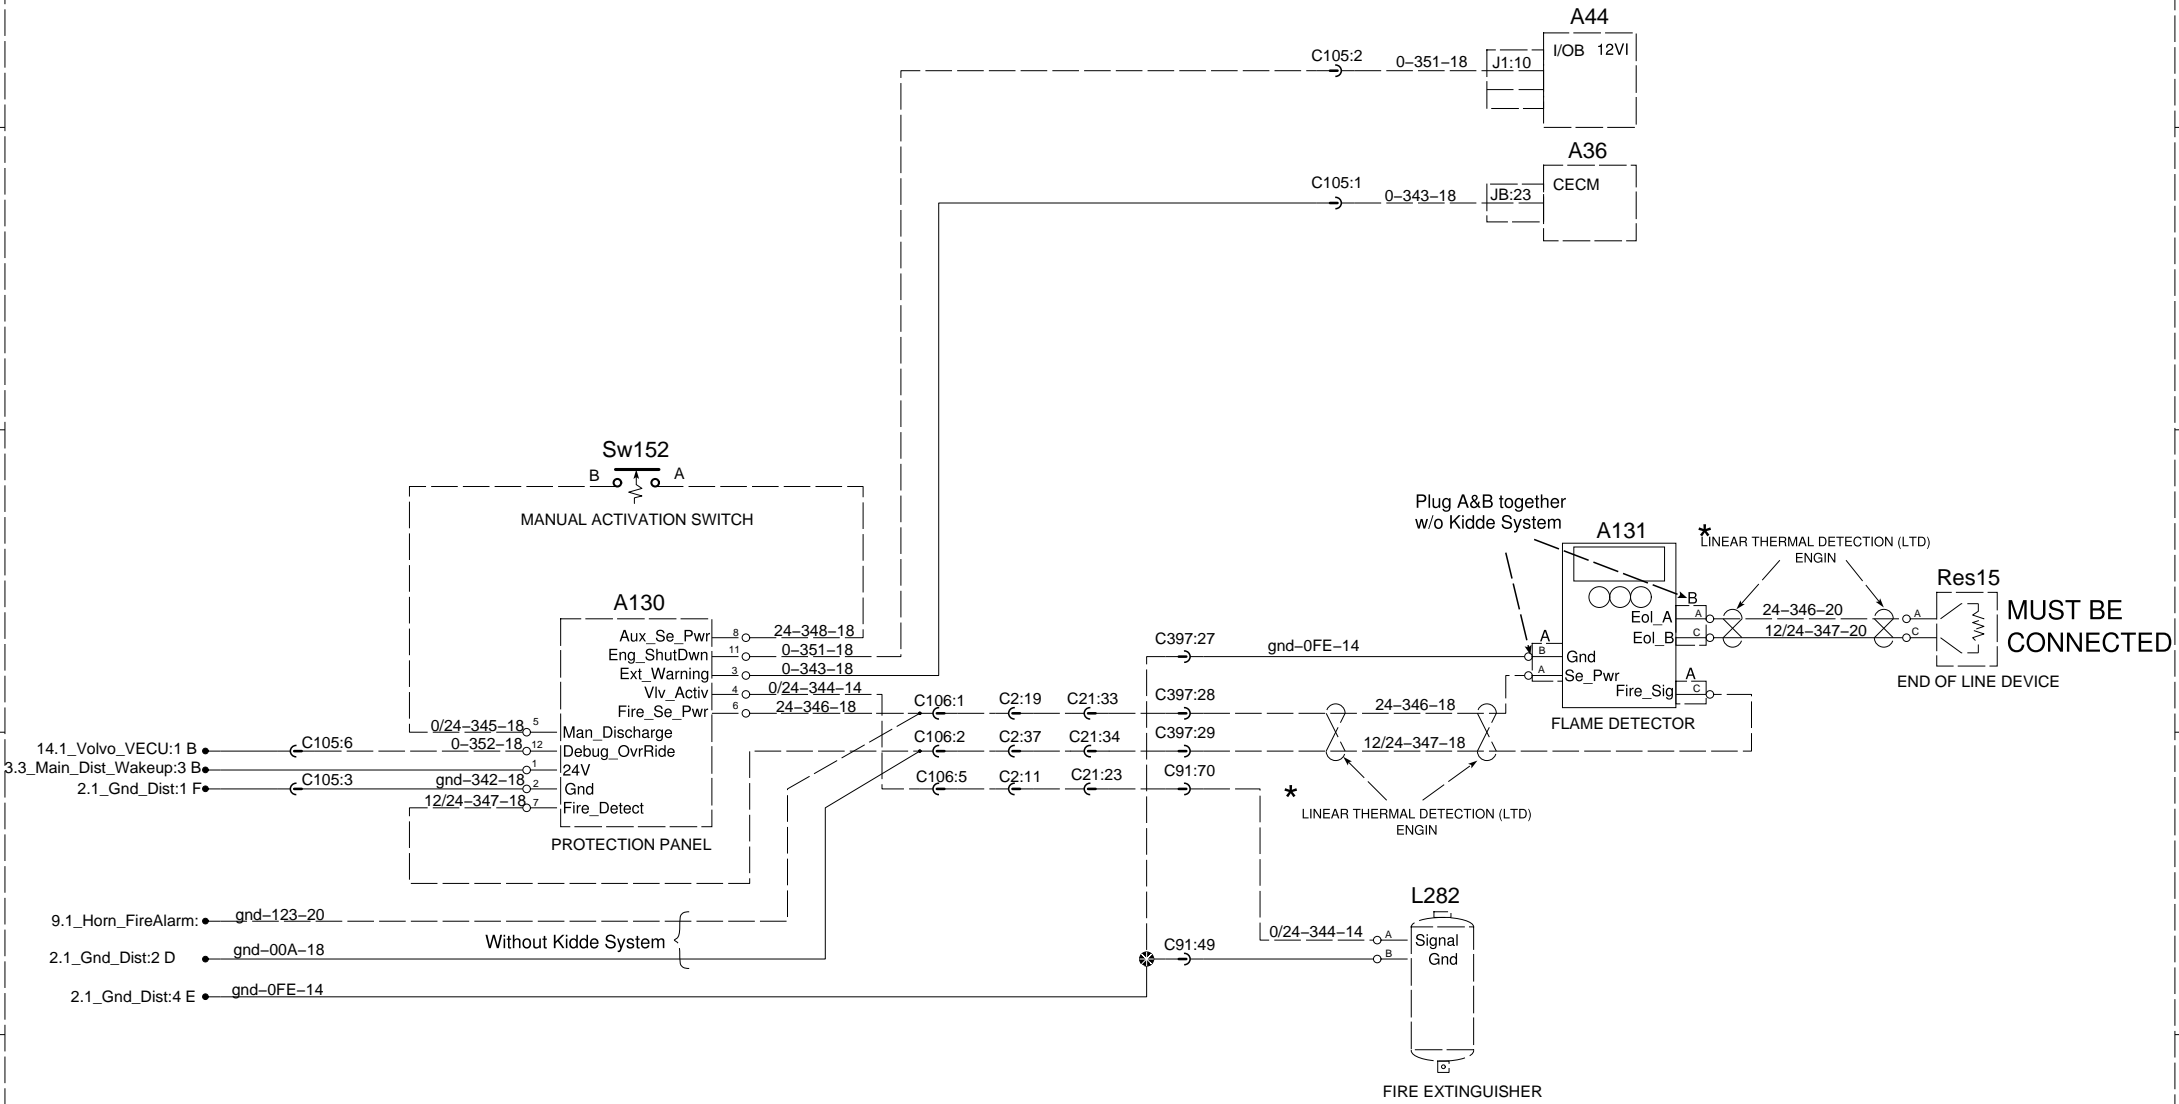 A44
I/OB 12VI
C105:2
0-351-18
J1:10
A36
CECM
C105:1
0-343-18
JB:23
Sw152
B
A
MANUAL ACTIVATION SWITCH
Plug A&B together
w/o Kidde System
A131
*
LINEAR THERMAL DETECTION (LTD)
ENGIN
Res15
MUST BE
CONNECTED
END OF LINE DEVICE
B
Eol_A
A
24-346-20
A
Eol_B
C
12/24-347-20
C
A
B
Gnd
A
Se_Pwr
A
Fire_Sig
C
FLAME DETECTOR
A130
Aux_Se_Pwr
8
24-348-18
Eng_ShutDwn
11
0-351-18
Ext_Warning
3
0-343-18
Vlv_Activ
4
0/24-344-14
Fire_Se_Pwr
6
24-346-18
0/24-345-18
5
Man_Discharge
14.1_Volvo_VECU:1 B
C105:6
0-352-18
12
Debug_OvrRide
3.3_Main_Dist_Wakeup:3 B
1
24V
2.1_Gnd_Dist:1 F
C105:3
gnd-342-18
2
Gnd
12/24-347-18
7
Fire_Detect
PROTECTION PANEL
C397:27
gnd-0FE-14
C106:1
C2:19
C21:33
C397:28
24-346-18
C106:2
C2:37
C21:34
C397:29
12/24-347-18
C106:5
C2:11
C21:23
C91:70
*
LINEAR THERMAL DETECTION (LTD)
ENGIN
9.1_Horn_FireAlarm:
gnd-123-20
Without Kidde System
2.1_Gnd_Dist:2 D
gnd-00A-18
2.1_Gnd_Dist:4 E
gnd-0FE-14
L282
0/24-344-14
A
Signal
C91:49
B
Gnd
FIRE EXTINGUISHER